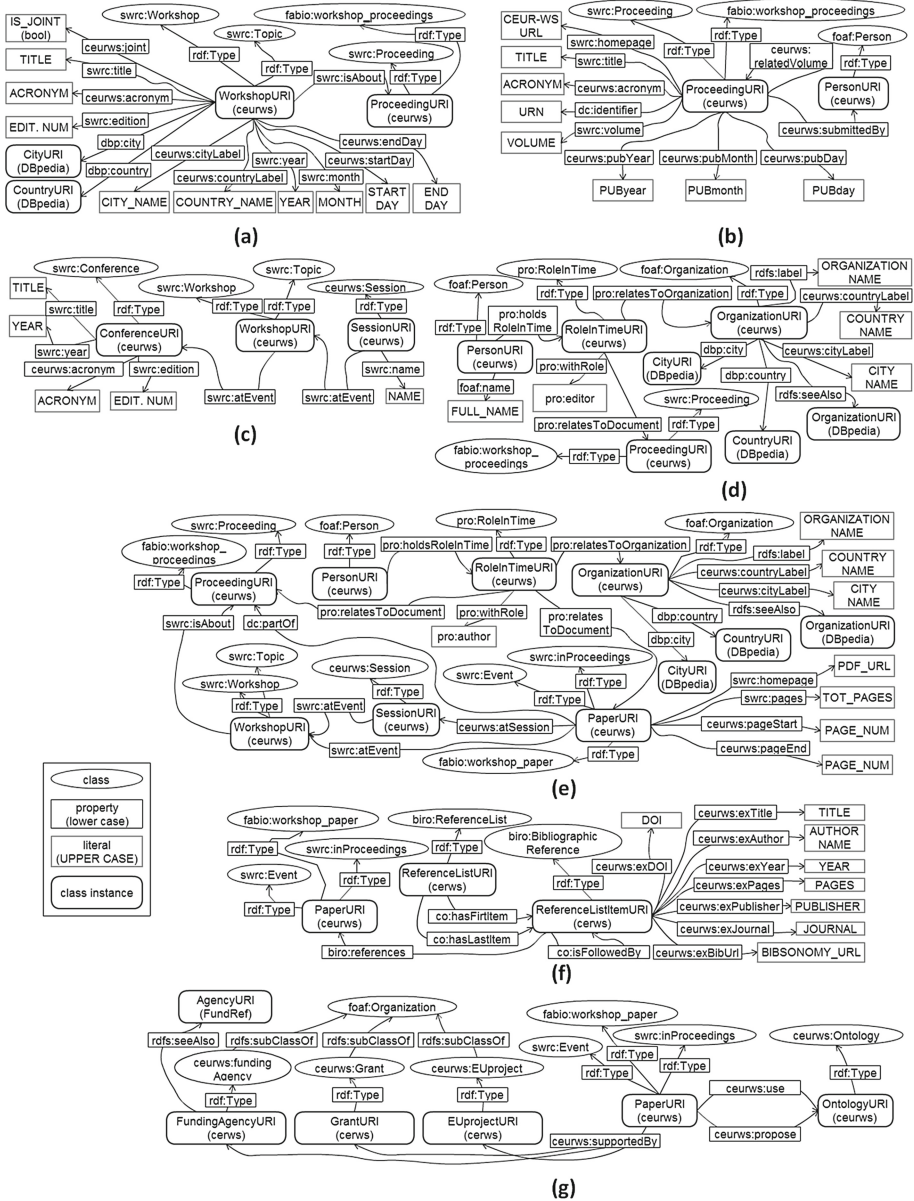 IS_JOINT
(bool)
swrc:Workshop
fabio:workshop_proceedings
ceurws:joint
swrc:Topic
rdf:Type
rdf:Type
TITLE
swrc:title
rdf:Type
swrc:Proceeding
swrc:isAbout
rdf:Type
ACRONYM
ceurws:acronym
WorkshopURI
(ceurws)
ProceedingURI
(ceurws)
EDIT. NUM
swrc:edition
dbp:city
ceurws:endDay
CityURI
(DBpedia)
ceurws:cityLabel
swrc:year
ceurws:startDay
dbp:country
ceurws:countryLabel
swrc:month
CountryURI
(DBpedia)
CITY_NAME
COUNTRY_NAME
YEAR
MONTH
START
DAY
END
DAY
(a)
CEUR-WS
URL
swrc:Proceeding
fabio:workshop_proceedings
swrc:homepage
rdf:Type
rdf:Type
foaf:Person
TITLE
swrc:title
ceurws:
relatedVolume
rdf:Type
ACRONYM
ceurws:acronym
ProceedingURI
(ceurws)
PersonURI
(ceurws)
URN
dc:identifier
swrc:volume
ceurws:submittedBy
VOLUME
ceurws:pubYear
ceurws:pubMonth
ceurws:pubDay
PUByear
PUBmonth
PUBday
(b)
swrc:Conference
swrc:Topic
TITLE
swrc:Workshop
ceurws:Session
swrc:title
rdf:Type
rdf:Type
rdf:Type
rdf:Type
YEAR
ConferenceURI
(ceurws)
WorkshopURI
(ceurws)
SessionURI
(ceurws)
swrc:year
ceurws:acronym
swrc:edition
swrc:name
swrc:atEvent
swrc:atEvent
ACRONYM
EDIT. NUM
NAME
(c)
pro:RoleInTime
foaf:Organization
rdfs:label
ORGANIZATION
NAME
foaf:Person
rdf:Type
pro:relatesToOrganization
rdf:Type
ceurws:countryLabel
pro:holds
RoleInTime
rdf:Type
RoleInTimeURI
(ceurws)
OrganizationURI
(ceurws)
COUNTRY
NAME
PersonURI
(ceurws)
dbp:city
ceurws:cityLabel
pro:withRole
CityURI
(DBpedia)
dbp:country
CITY
NAME
foaf:name
pro:editor
swrc:Proceeding
rdfs:seeAlso
FULL_NAME
pro:relatesToDocument
OrganizationURI
(DBpedia)
rdf:Type
CountryURI
(DBpedia)
fabio:workshop_
proceedings
rdf:Type
ProceedingURI
(ceurws)
(d)
swrc:Proceeding
foaf:Person
pro:RoleInTime
foaf:Organization
ORGANIZATION
NAME
fabio:workshop_
proceedings
rdf:Type
rdf:Type
pro:holdsRoleInTime
rdf:Type
pro:relatesToOrganization
rdf:Type
rdfs:label
rdf:Type
ProceedingURI
(ceurws)
PersonURI
(ceurws)
RoleInTimeURI
(ceurws)
OrganizationURI
(ceurws)
ceurws:countryLabel
COUNTRY
NAME
ceurws:cityLabel
CITY
NAME
pro:relatesToDocument
pro:withRole
rdfs:seeAlso
swrc:isAbout
dc:partOf
pro:author
pro:relates
ToDocument
dbp:country
OrganizationURI
(DBpedia)
dbp:city
CountryURI
(DBpedia)
swrc:Topic
ceurws:Session
swrc:inProceedings
CityURI
(DBpedia)
PDF_URL
swrc:Workshop
rdf:Type
swrc:Event
rdf:Type
swrc:homepage
rdf:Type
swrc:atEvent
SessionURI
(ceurws)
swrc:pages
TOT_PAGES
WorkshopURI
(ceurws)
ceurws:atSession
PaperURI
(ceurws)
ceurws:pageStart
PAGE_NUM
swrc:atEvent
rdf:Type
ceurws:pageEnd
fabio:workshop_paper
PAGE_NUM
(e)
class
property
(lower case)
literal
(UPPER CASE)
class instance
fabio:workshop_paper
biro:ReferenceList
DOI
ceurws:exTitle
TITLE
rdf:Type
swrc:inProceedings
rdf:Type
biro:Bibliographic
Reference
ceurws:exAuthor
AUTHOR
NAME
swrc:Event
rdf:Type
ReferenceListURI
(cerws)
rdf:Type
ceurws:exDOI
ceurws:exYear
YEAR
ceurws:exPages
PAGES
rdf:Type
PaperURI
(ceurws)
co:hasFirtItem
ReferenceListItemURI
(cerws)
ceurws:exPublisher
PUBLISHER
co:hasLastItem
ceurws:exJournal
JOURNAL
biro:references
co:isFollowedBy
ceurws:exBibUrl
BIBSONOMY_URL
(f)
AgencyURI
(FundRef)
foaf:Organization
fabio:workshop_paper
rdfs:seeAlso
rdfs:subClassOf
rdfs:subClassOf
rdfs:subClassOf
swrc:Event
rdf:Type
swrc:inProceedings
ceurws:Ontology
ceurws:funding
Agency
ceurws:Grant
ceurws:EUproject
rdf:Type
rdf:Type
rdf:Type
rdf:Type
rdf:Type
rdf:Type
FundingAgencyURI
(cerws)
GrantURI
(cerws)
EUprojectURI
(cerws)
PaperURI
(ceurws)
ceurws:use
OntologyURI
(ceurws)
ceurws:supportedBy
ceurws:propose
(g)